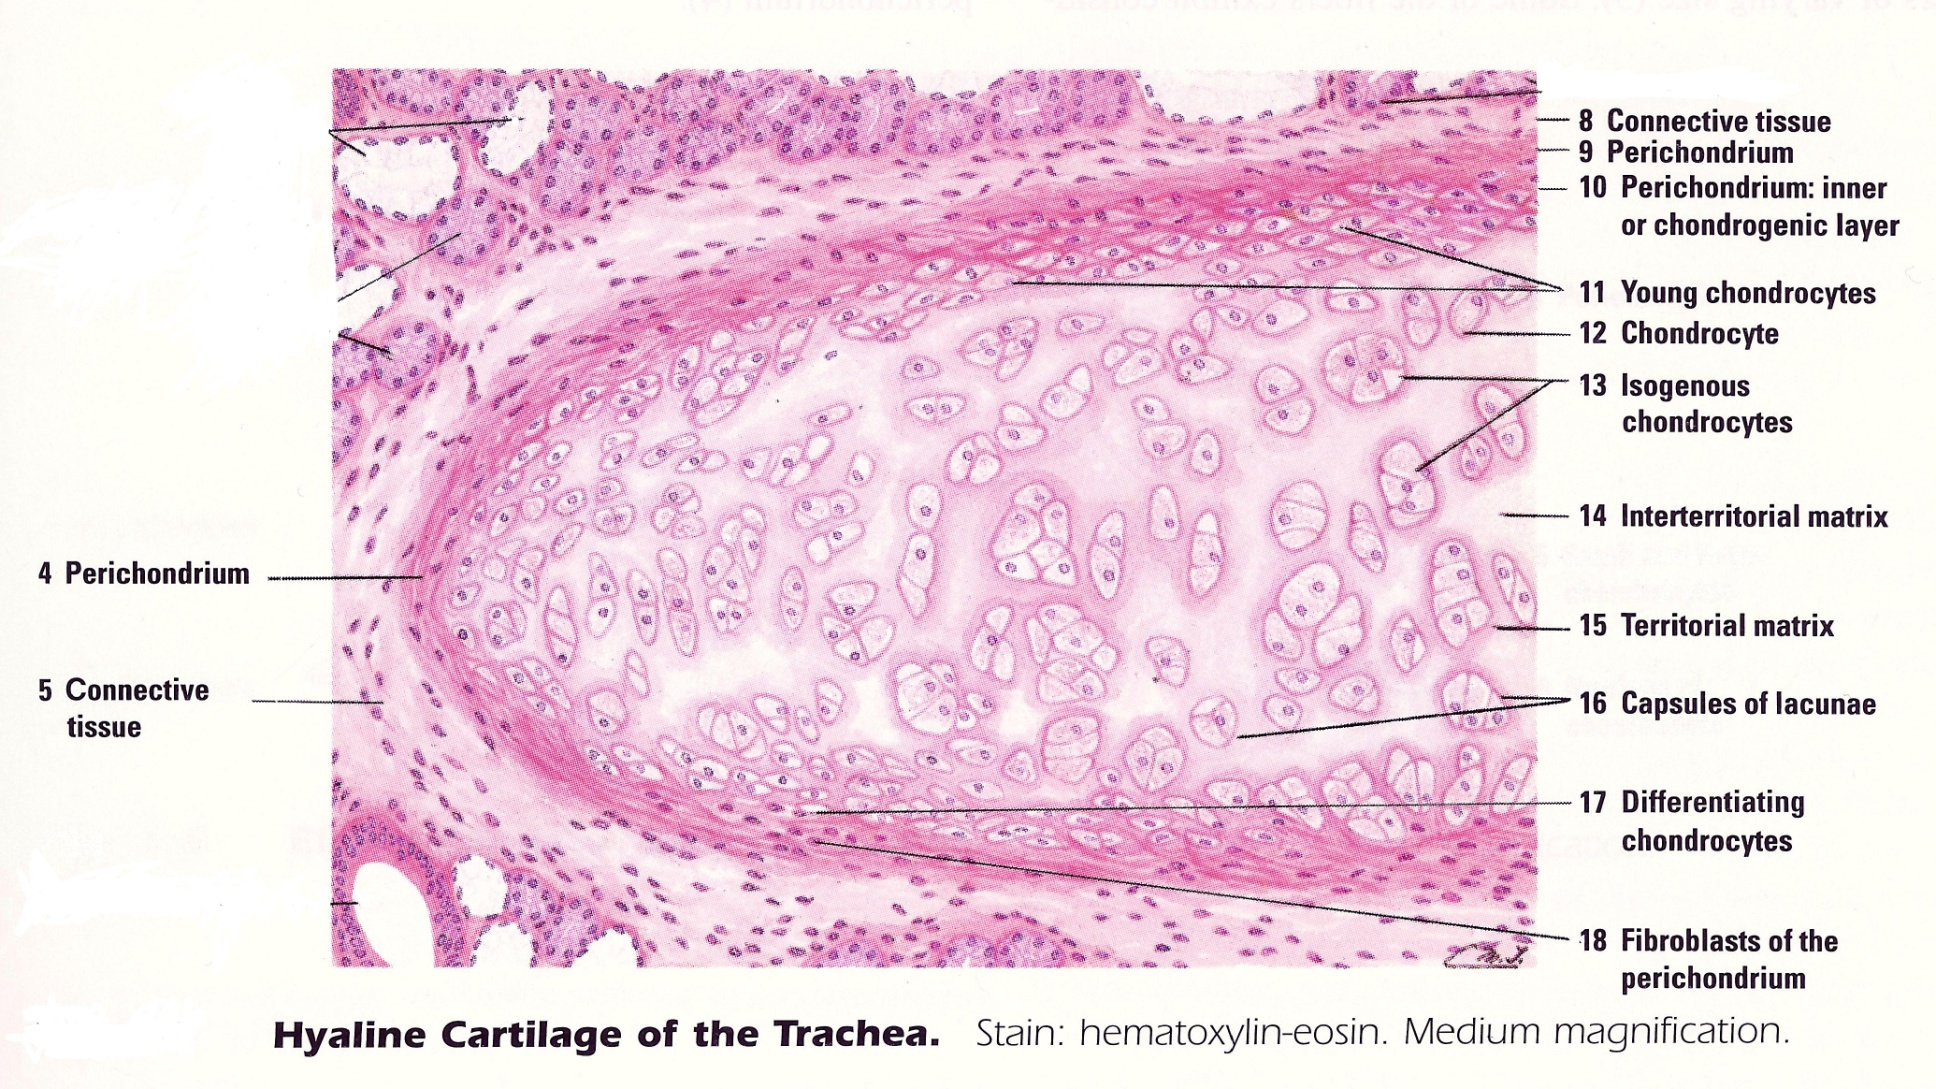 8 Connective tissue
9 Perichondrium
10 Perichondrium: inner
or chondrogenic layer
11 Young chondrocytes
12 Chondrocyte
13 Isogenous
chondrocytes
14 Interterritorial matrix
4 Perichondrium
15 Territorial matrix
5 Connective
tissue
16 Capsules of lacunae
17 Differentiating
chondrocytes
18 Fibroblasts of the
perichondrium
Hyaline Cartilage of the Trachea. Stain: hematoxylin-eosin. Medium magnification.